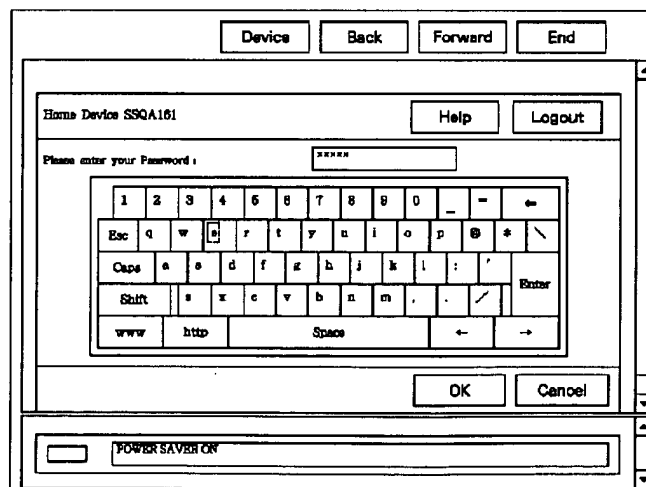 Device Back Forward End
Home Device SSQA161 Help Logout
Please enter your Password : *****
1 2 3 4 5 6 7 8 9 0 _ = ←
Esc q w e r t y u i o p @ * \
Caps a s d f g h j k l : ' Enter
Shift z x c v b n m , . /
www http Space ← →
OK Cancel
POWER SAVER ON